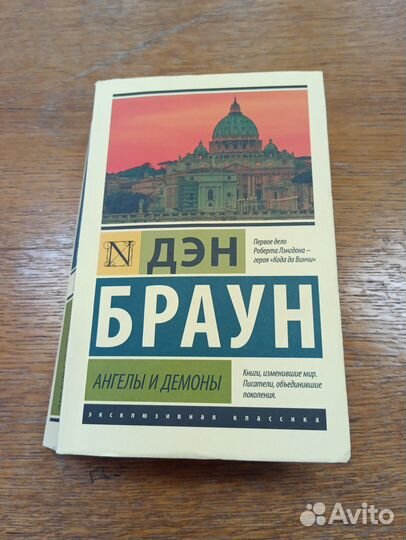 N
ДЭН
Первое дело
Роберта Лэнгдона –
герая «Кода да Винчи»
БРАУН
АНГЕЛЫ И ДЕМОНЫ
Книги, изменившие мир.
Писатели, объединившие
поколения.
эксклюзивная классика
Avito